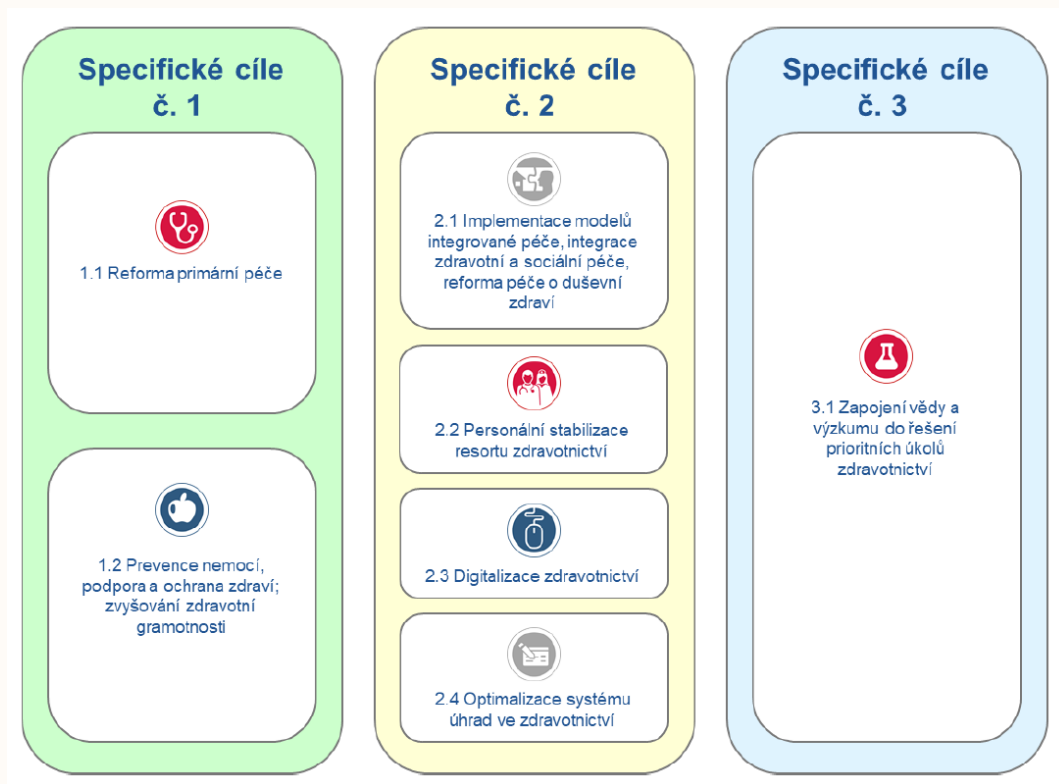 Specifické cíle
č. 1
1.1 Reforma primární péče
1.2 Prevence nemocí,
podpora a ochrana zdraví;
zvyšování zdravotní
gramotnosti
Specifické cíle
č. 2
2.1 Implementace modelů
integrované péče, integrace
zdravotní a sociální péče,
reforma péče o duševní
zdraví
2.2 Personální stabilizace
resortu zdravotnictví
2.3 Digitalizace zdravotnictví
2.4 Optimalizace systému
úhrad ve zdravotnictví
Specifické cíle
č. 3
3.1 Zapojení vědy a
výzkumu do řešení
prioritních úkolů
zdravotnictví